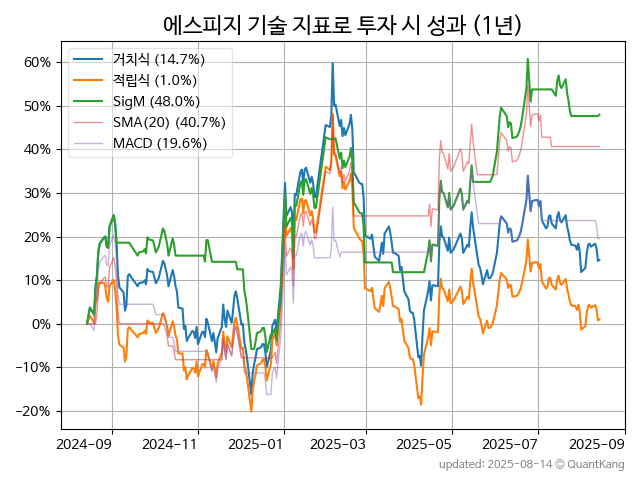 에스피지 기술 지표로 투자 시 성과 (1년)
거치식 (14.7%)
적립식 (1.0%)
SigM (48.0%)
SMA(20) (40.7%)
MACD (19.6%)
60%
50%
40%
30%
20%
10%
0%
−10%
−20%
2024-09 2024-11 2025-01 2025-03 2025-05 2025-07 2025-09
updated: 2025-08-14 © QuantKang